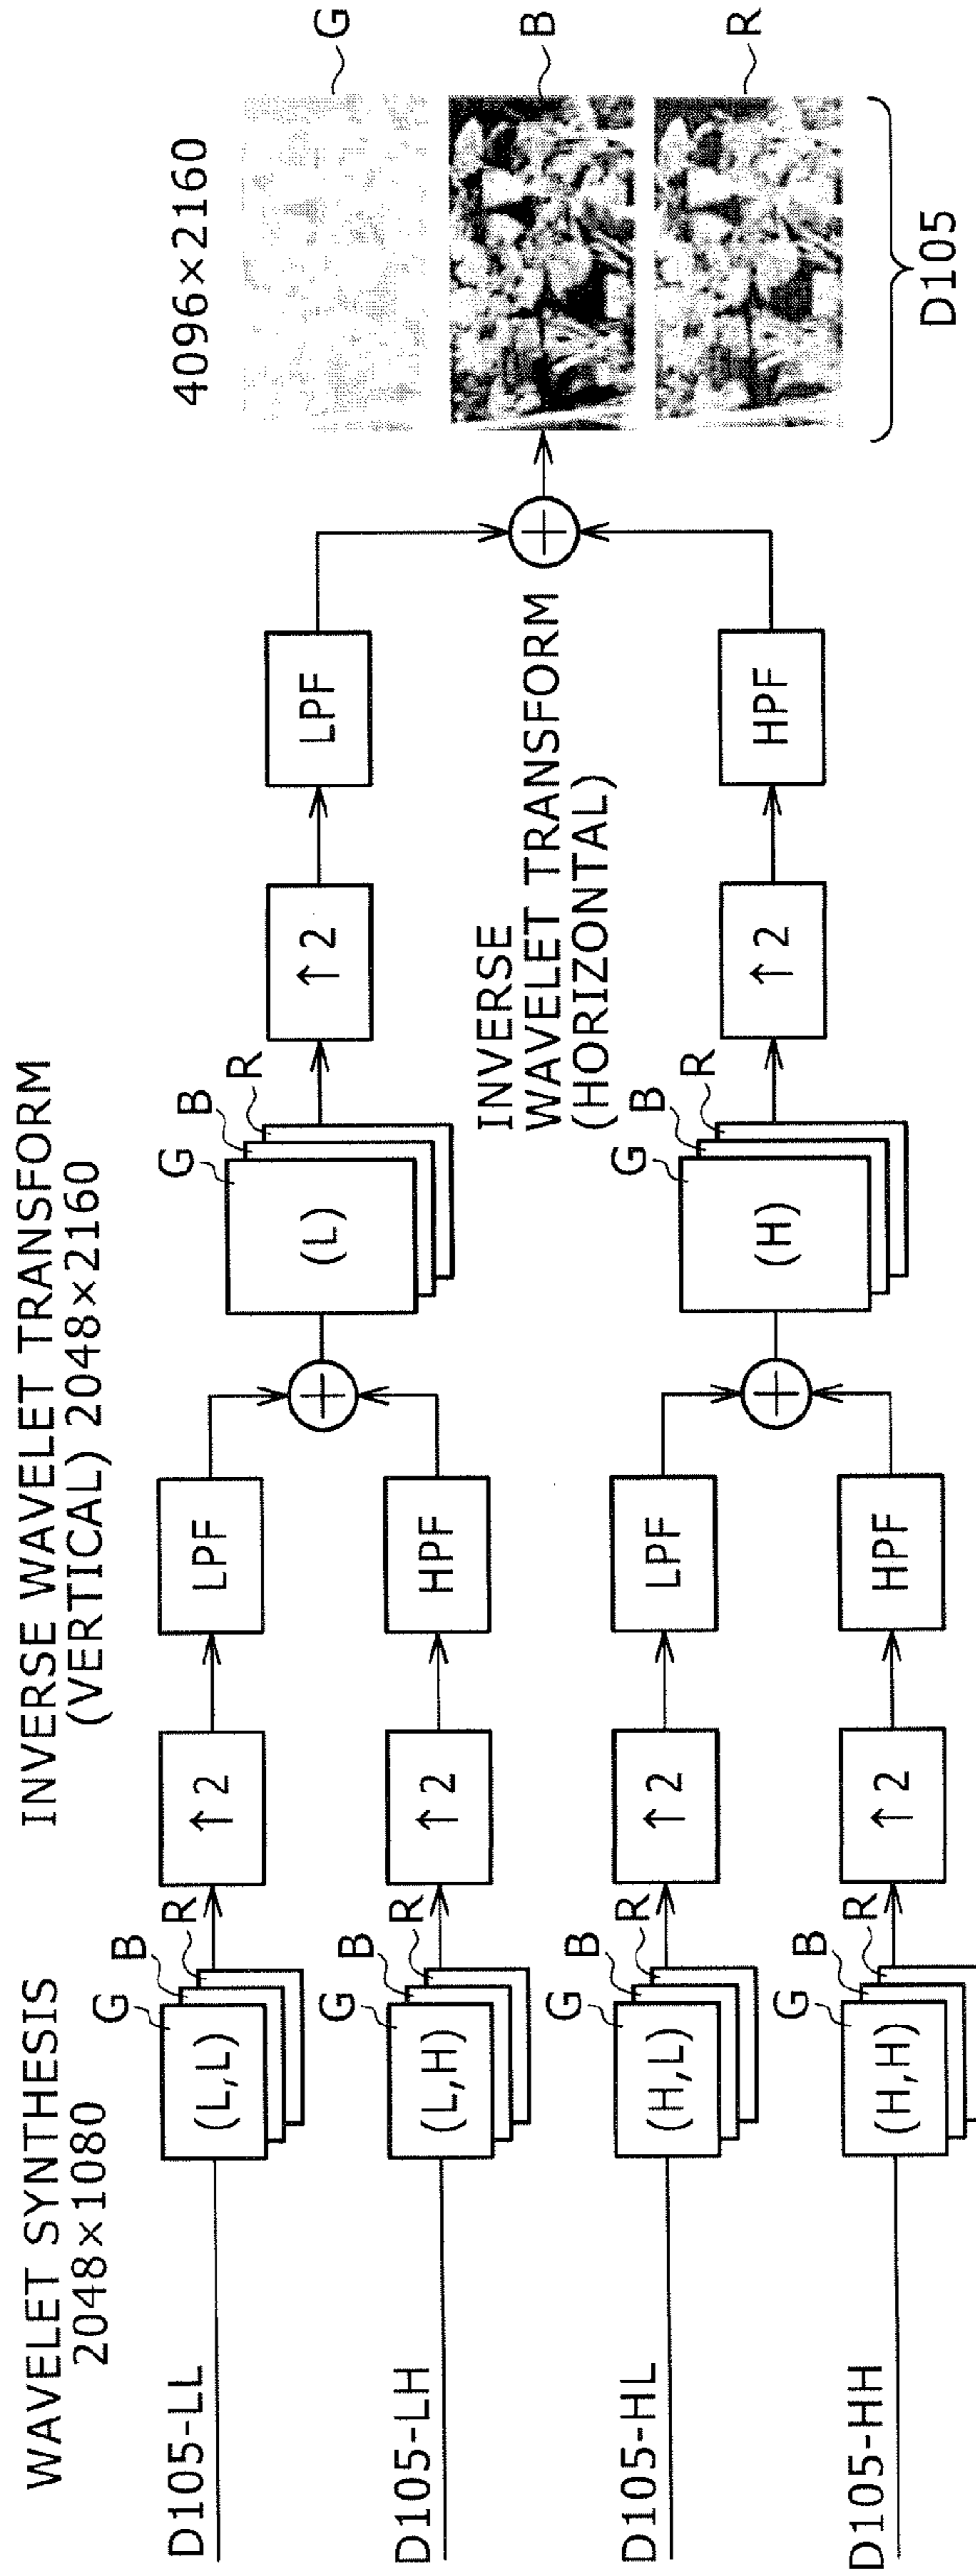 WAVELET SYNTHESIS
2048×1080
INVERSE WAVELET TRANSFORM
(VERTICAL) 2048×2160
4096×2160
D105-LL
G
B
R
(L,L)
↑2
LPF
D105-LH
G
B
R
(L,H)
↑2
HPF
G
B
R
(L)
↑2
LPF
INVERSE
WAVELET TRANSFORM
(HORIZONTAL)
D105-HL
G
B
R
(H,L)
↑2
LPF
D105-HH
G
B
R
(H,H)
↑2
HPF
G
B
R
(H)
↑2
HPF
G
B
R
D105